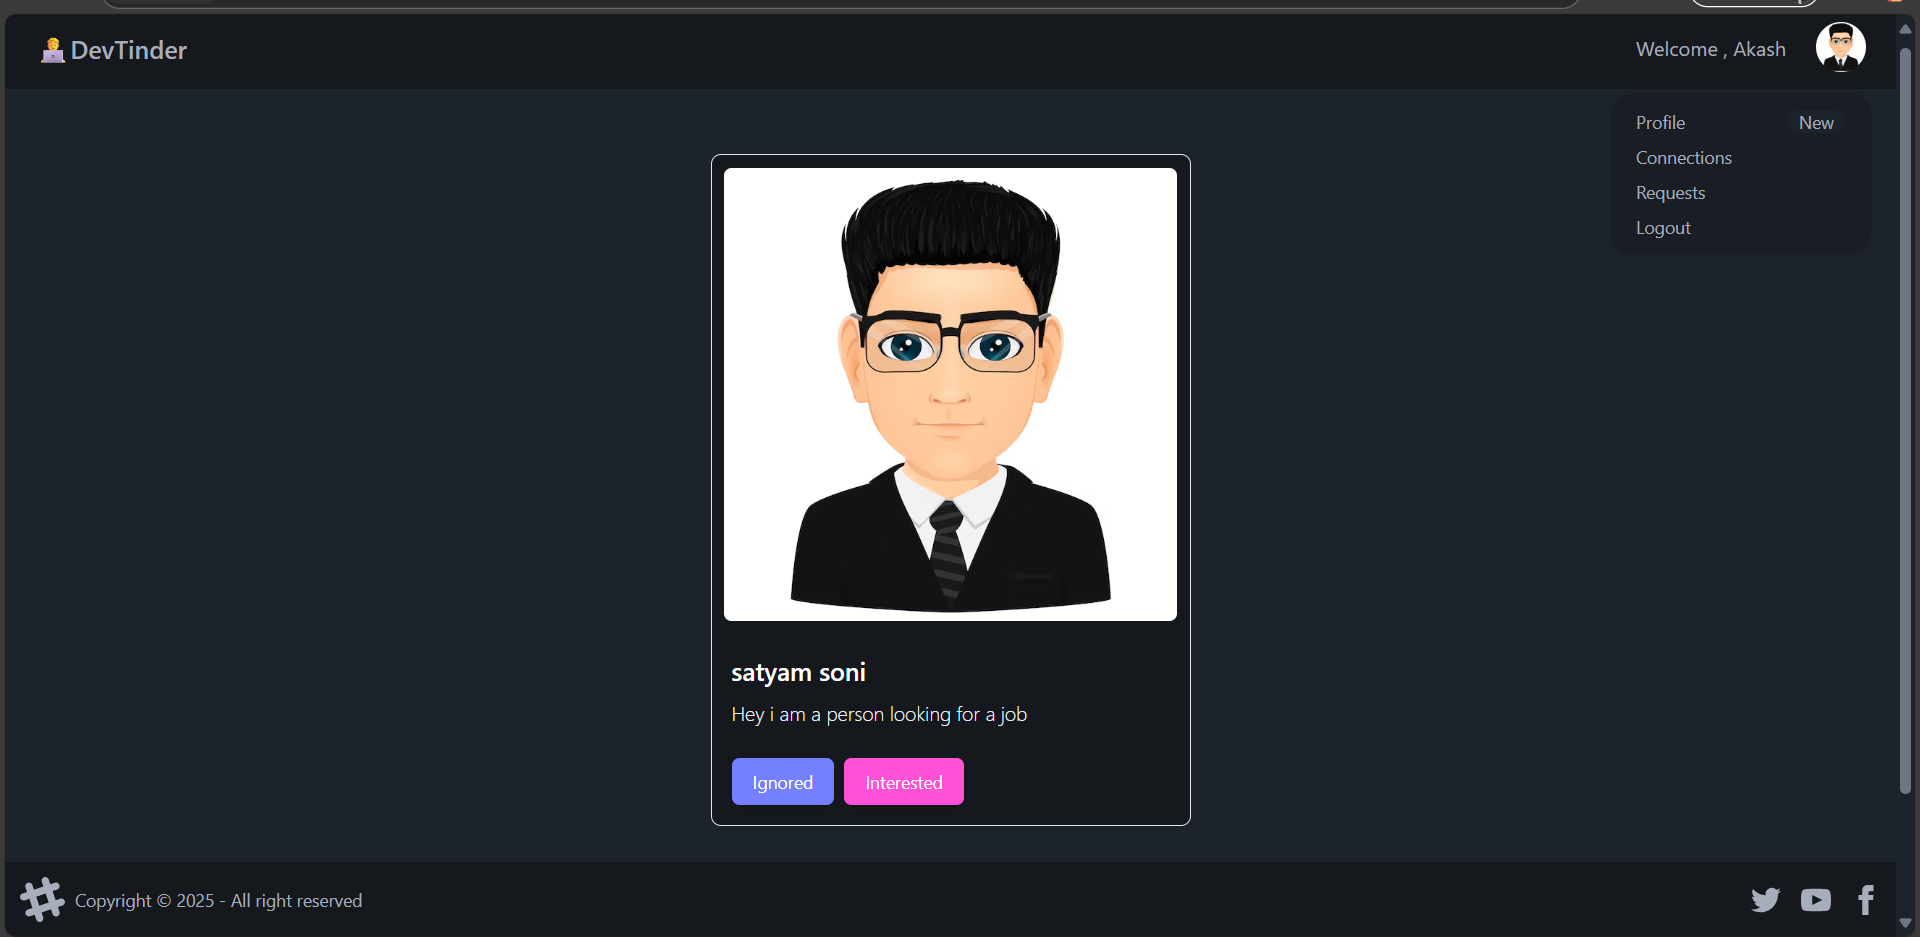 DevTinder
Welcome , Akash
Profile New
Connections
Requests
Logout
satyam soni
Hey i am a person looking for a job
Ignored Interested
Copyright © 2025 - All right reserved